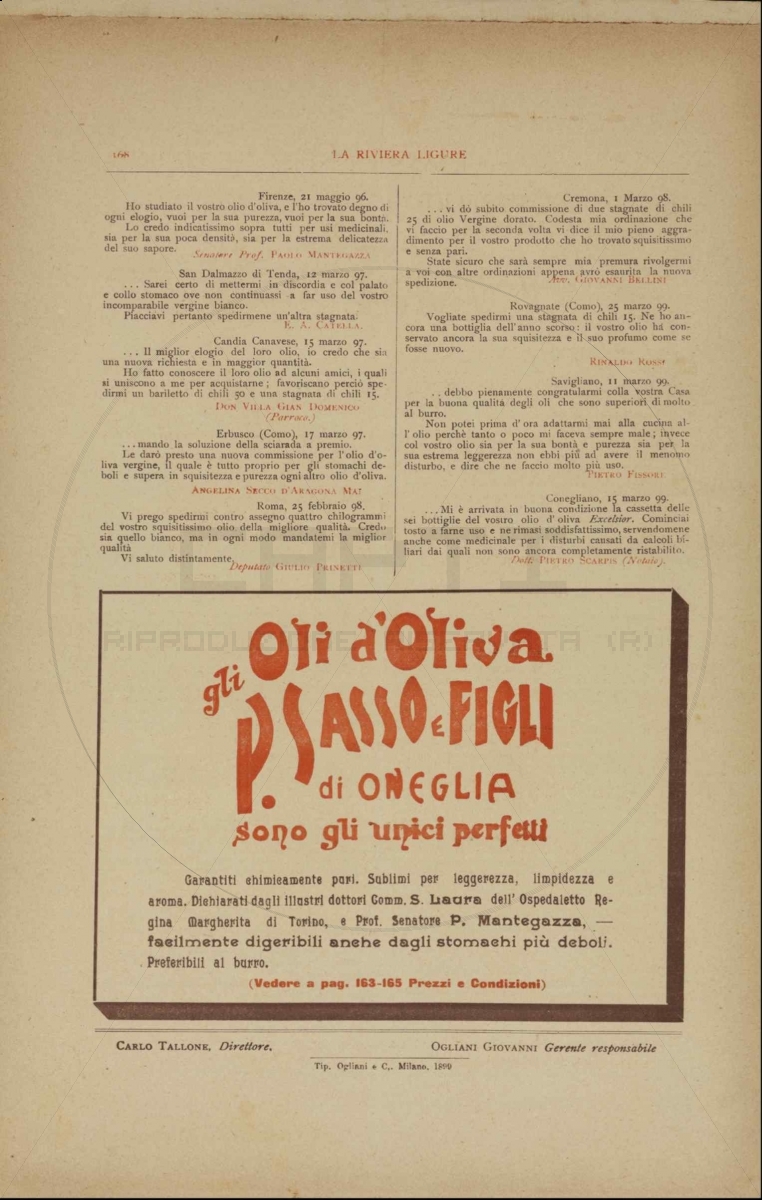 168
LA RIVIERA LIGURE
Firenze, 21 maggio 96.
Ho studiato il vostro olio d'oliva, e l'ho trovato degno di
ogni elogio, vuoi per la sua purezza, vuoi per la sua bontà.
Lo credo indicatissimo sopra tutti per usi medicinali,
sia per la sua poca densità, sia per la estrema delicatezza
del suo sapore.
Senatore Prof. PAOLO MANTEGAZZA
San Dalmazzo di Tenda, 12 marzo 97.
... Sarei certo di mettermi in discordia e col palato
e collo stomaco ove non continuassi a far uso del vostro
incomparabile vergine bianco.
Piacciavi pertanto spedirmene un'altra stagnata.
E. A. CATELLA.
Candia Canavese, 15 marzo 97.
... Il miglior elogio del loro olio, io credo che sia
una nuova richiesta e in maggior quantità.
Ho fatto conoscere il loro olio ad alcuni amici, i quali
si uniscono a me per acquistarne; favoriscano perciò spe-
dirmi un bariletto di chili 50 e una stagnata di chili 15.
DON VILLA GIAN DOMENICO
(Parroco.)
Erbusco (Como), 17 marzo 97.
...mando la soluzione della sciarada a premio.
Le darò presto una nuova commissione per l'olio d'o-
liva vergine, il quale è tutto proprio per gli stomachi de-
boli e supera in squisitezza e purezza ogni altro olio d'oliva.
ANGELINA SECCO D'ARAGONA MAJ
Roma, 25 febbraio 98.
Vi prego spedirmi contro assegno quattro chilogrammi
del vostro squisitissimo olio della migliore qualità. Credo
sia quello bianco, ma in ogni modo mandatemi la miglior
qualità
Vi saluto distintamente,
Deputato GIULIO PRINETTI
Cremona, 1 Marzo 98.
... vi dò subito commissione di due stagnate di chili
25 di olio Vergine dorato. Codesta mia ordinazione che
vi faccio per la seconda volta vi dice il mio pieno aggra-
dimento per il vostro prodotto che ho trovato squisitissimo
e senza pari.
State sicuro che sarà sempre mia premura rivolgermi
a voi con altre ordinazioni appena avrò esaurita la nuova
spedizione.
Avv. GIOVANNI BELLINI
Rovagnate (Como), 25 marzo 99.
Vogliate spedirmi una stagnata di chili 15. Ne ho an-
cora una bottiglia dell'anno scorso: il vostro olio ha con-
servato ancora la sua squisitezza e il suo profumo come se
fosse nuovo.
RINALDO ROSSI
Savigliano, 11 marzo 99.
.. debbo pienamente congratularmi colla vostra Casa
per la buona qualità degli oli che sono superiori di molto
al burro.
Non potei prima d'ora adattarmi mai alla cucina al-
l'olio perchè tanto o poco mi faceva sempre male; invece
col vostro olio sia per la sua bontà e purezza sia per la
sua estrema leggerezza non ebbi più ad avere il menomo
disturbo, e dire che ne faccio molto più uso.
PIETRO FISSORE
Conegliano, 15 marzo 99.
...Mi è arrivata in buona condizione la cassetta delle
sei bottiglie del vostro olio d'oliva Excelsior. Cominciai
tosto a farne uso e ne rimasi soddisfattissimo, servendomene
anche come medicinale per i disturbi causati da calcoli bi-
liari dai quali non sono ancora completamente ristabilito.
Dott. PIETRO SCARPIS (Notaio).
RIPRODUZIONE RISERVATA (R)
gli Oli d'Oliva
P. SASSO E FIGLI
di ONEGLIA
sono gli unici perfetti
Garantiti chimicamente puri. Sublimi per leggerezza, limpidezza e
aroma. Dichiarati dagli illustri dottori Comm. S. Laura dell' Ospedaletto Re-
gina Margherita di Torino, e Prof. Senatore P. Mantegazza, —
facilmente digeribili anche dagli stomachi più deboli.
Preferibili al burro.
(Vedere a pag. 163-165 Prezzi e Condizioni)
CARLO TALLONE, Direttore.
OGLIANI GIOVANNI Gerente responsabile
Tip. Ogliani e C., Milano, 1899